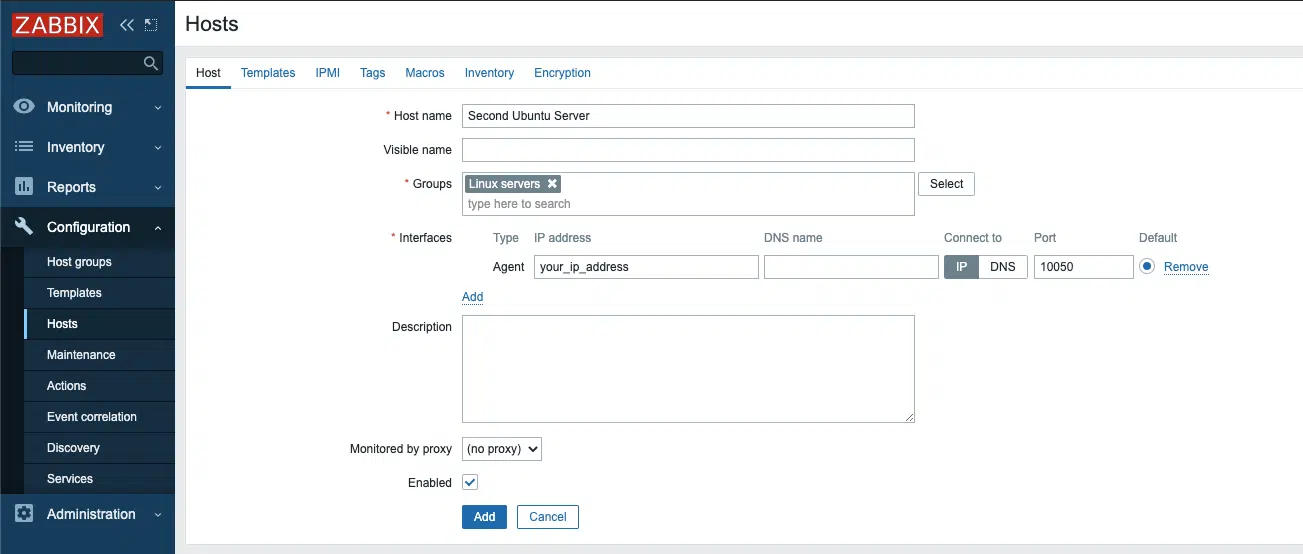 ZABBIX
Hosts
Host Templates IPMI Tags Macros Inventory Encryption
Monitoring
Inventory
Reports
Configuration
Host groups
Templates
Hosts
Maintenance
Actions
Event correlation
Discovery
Services
Administration
* Host name Second Ubuntu Server
Visible name
* Groups Linux servers Select
type here to search
* Interfaces Type IP address DNS name Connect to Port Default
Agent your_ip_address IP DNS 10050 Remove
Add
Description
Monitored by proxy (no proxy)
Enabled
Add Cancel